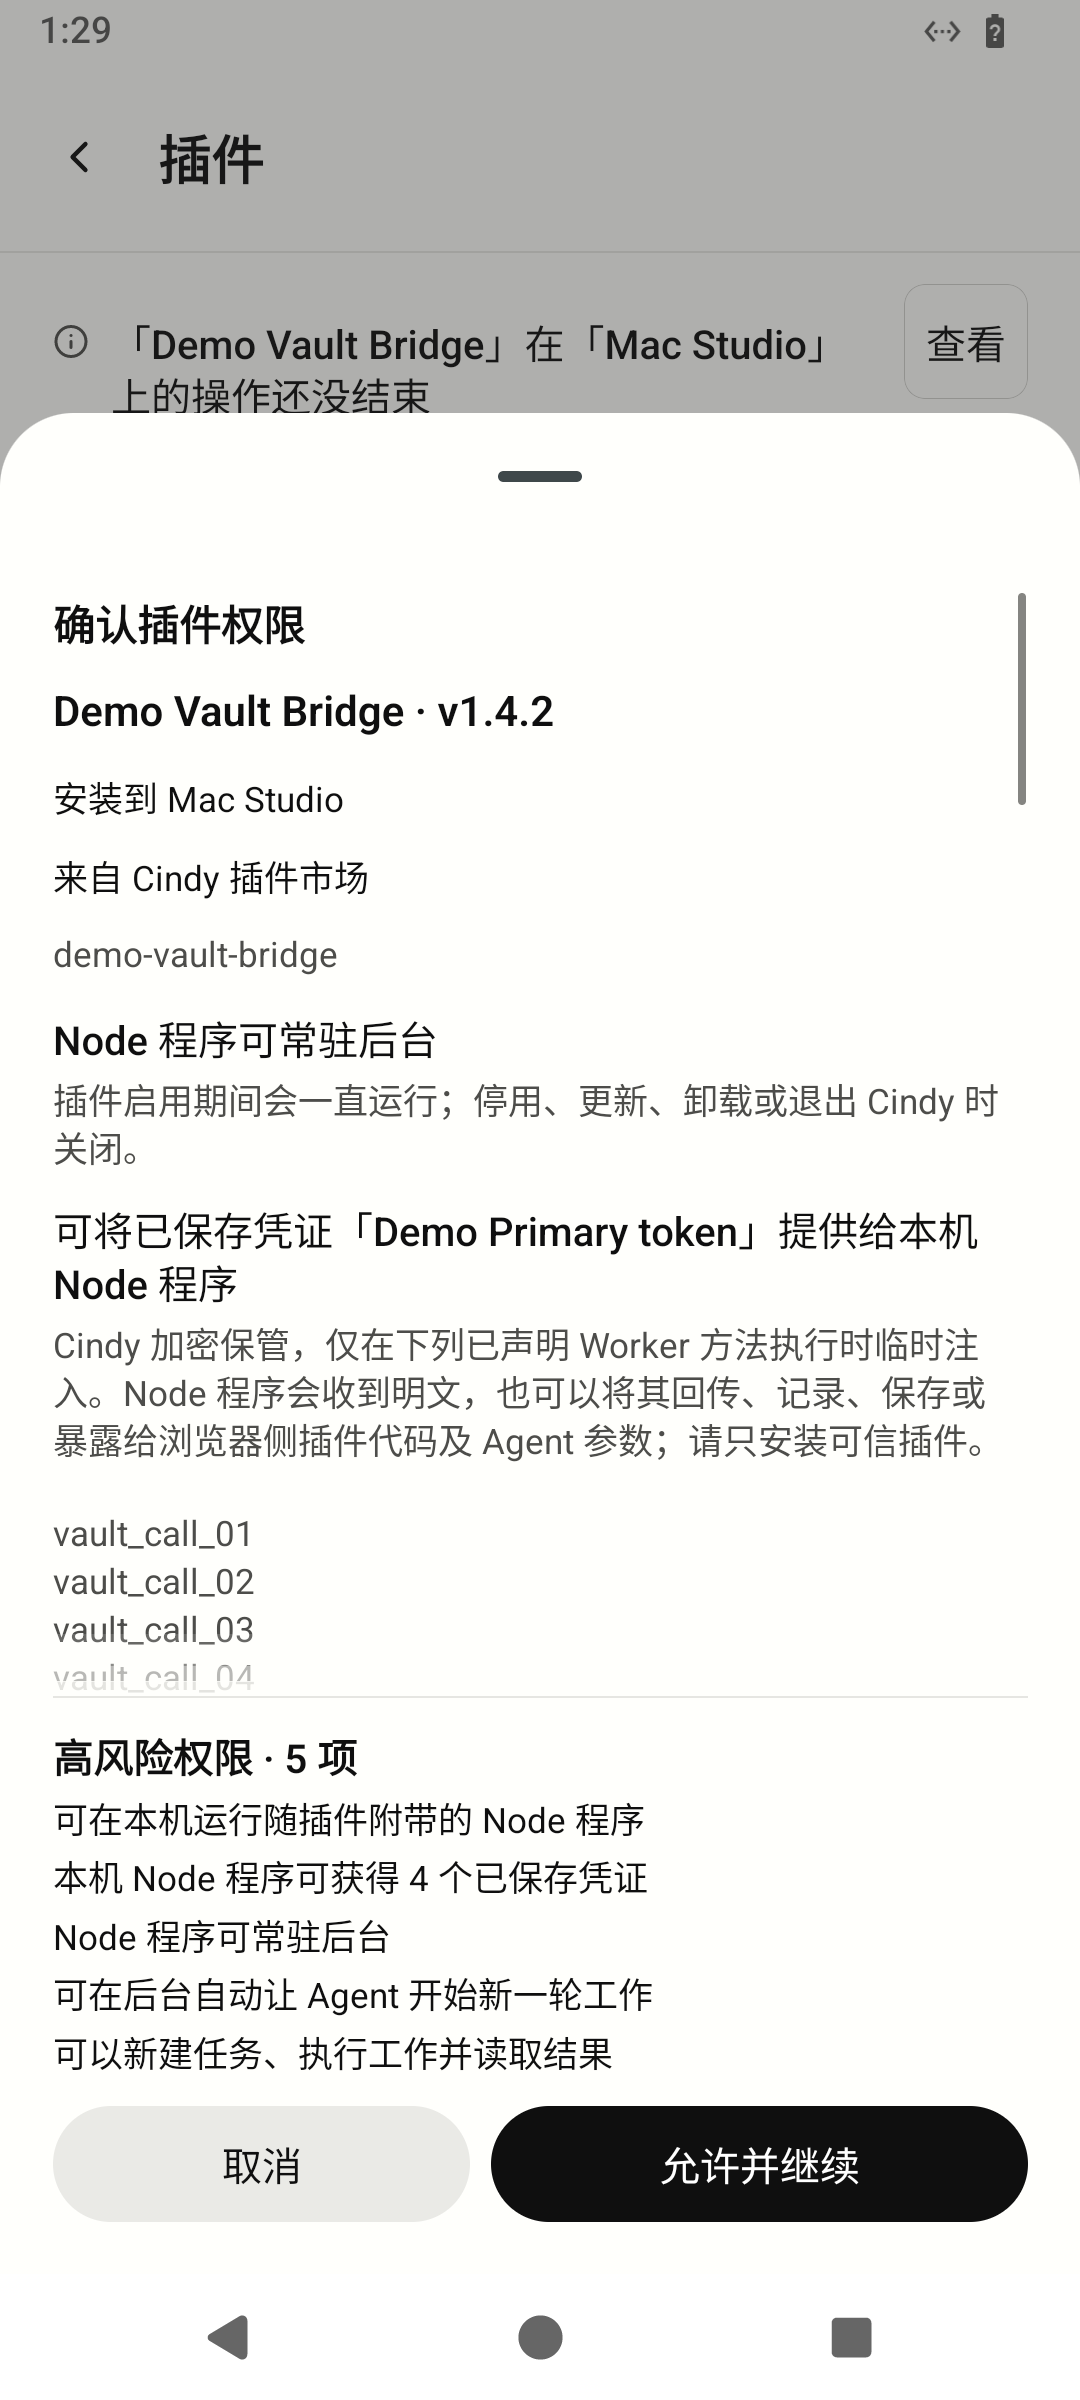 1:29
插件
「Demo Vault Bridge」在「Mac Studio」
上的操作还没结束
查看
确认插件权限
Demo Vault Bridge · v1.4.2
安装到 Mac Studio
来自 Cindy 插件市场
demo-vault-bridge
Node 程序可常驻后台
插件启用期间会一直运行；停用、更新、卸载或退出 Cindy 时
关闭。
可将已保存凭证「Demo Primary token」提供给本机
Node 程序
Cindy 加密保管，仅在下列已声明 Worker 方法执行时临时注
入。Node 程序会收到明文，也可以将其回传、记录、保存或
暴露给浏览器侧插件代码及 Agent 参数；请只安装可信插件。
vault_call_01
vault_call_02
vault_call_03
vault_call_04
高风险权限 · 5 项
可在本机运行随插件附带的 Node 程序
本机 Node 程序可获得 4 个已保存凭证
Node 程序可常驻后台
可在后台自动让 Agent 开始新一轮工作
可以新建任务、执行工作并读取结果
取消
允许并继续